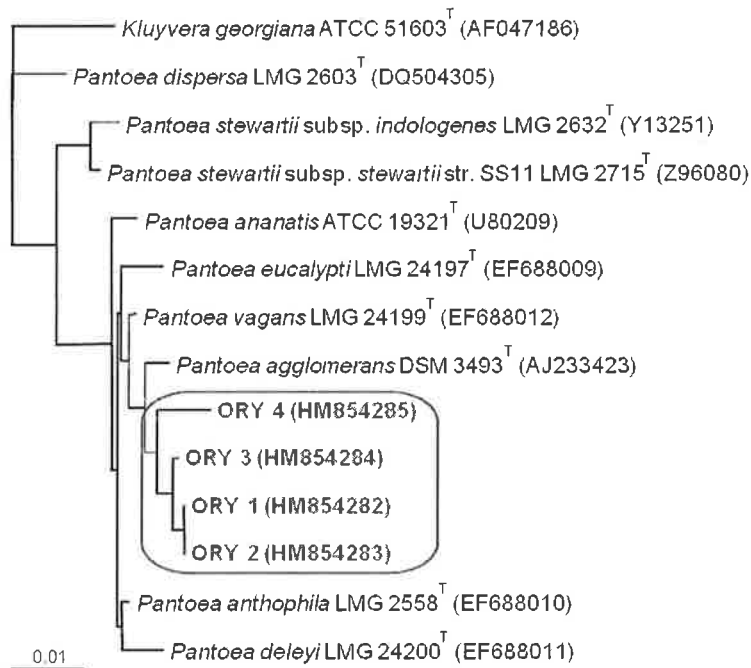 Kluyvera georgiana ATCC 51603T (AF047186)
Pantoea dispersa LMG 2603T (DQ504305)
Pantoea stewartii subsp. indologenes LMG 2632T (Y13251)
Pantoea stewartii subsp. stewartii str. SS11 LMG 2715T (Z96080)
Pantoea ananatis ATCC 19321T (U80209)
Pantoea eucalypti LMG 24197T (EF688009)
Pantoea vagans LMG 24199T (EF688012)
Pantoea agglomerans DSM 3493T (AJ233423)
ORY 4 (HM854285)
ORY 3 (HM854284)
ORY 1 (HM854282)
ORY 2 (HM854283)
Pantoea anthophila LMG 2558T (EF688010)
Pantoea deleyi LMG 24200T (EF688011)
0,01